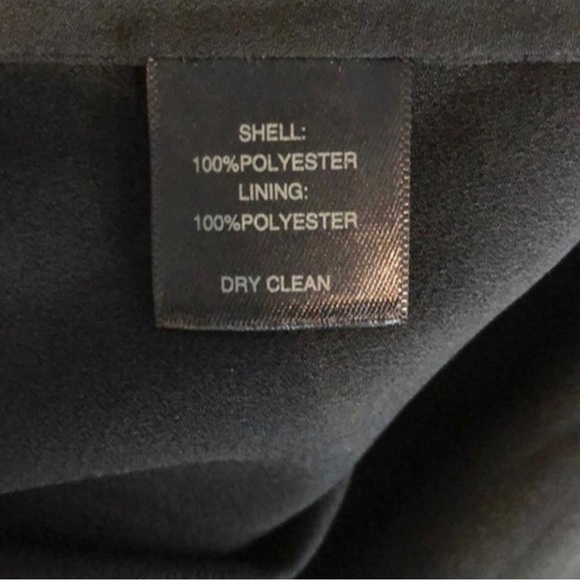 SHELL:
100%POLYESTER
LINING:
100%POLYESTER
DRY CLEAN